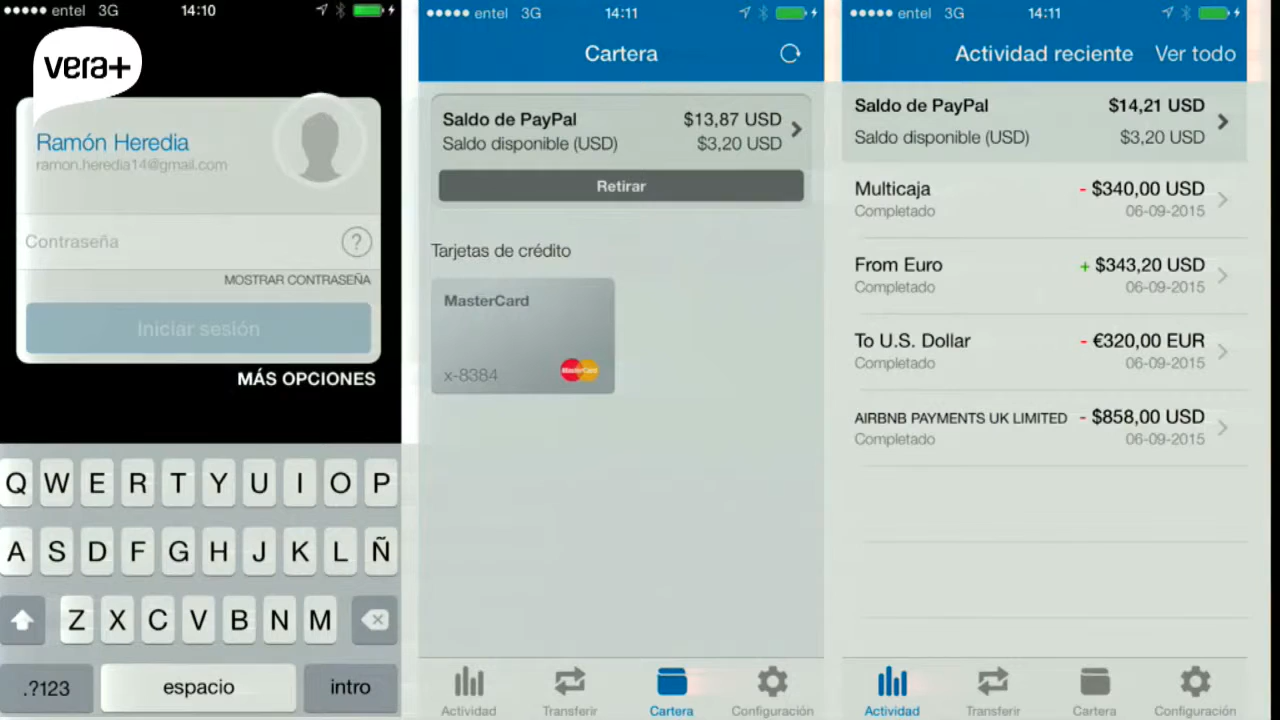 entel 3G 14:10
vera+
Ramón Heredia
ramon.heredia14@gmail.com
Contraseña
?
MOSTRAR CONTRASEÑA
Iniciar sesión
MÁS OPCIONES
Q W E R T Y U I O P
A S D F G H J K L Ñ
Z X C V B N M
.?123 espacio intro
entel 3G 14:11
Cartera
Saldo de PayPal $13,87 USD
Saldo disponible (USD) $3,20 USD
Retirar
Tarjetas de crédito
MasterCard
x-8384 MasterCard
Actividad Transferir Cartera Configuración
entel 3G 14:11
Actividad reciente Ver todo
Saldo de PayPal $14,21 USD
Saldo disponible (USD) $3,20 USD
Multicaja - $340,00 USD
Completado 06-09-2015
From Euro + $343,20 USD
Completado 06-09-2015
To U.S. Dollar - €320,00 EUR
Completado 06-09-2015
AIRBNB PAYMENTS UK LIMITED - $858,00 USD
Completado 06-09-2015
Actividad Transferir Cartera Configuración